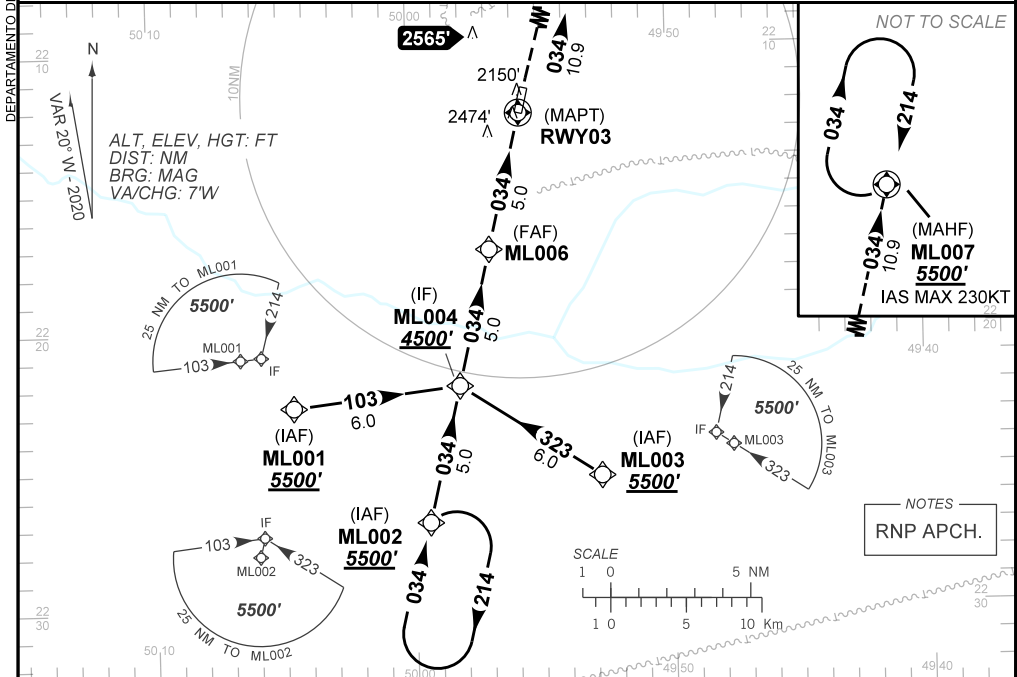 DEPARTAMENTO D
50 10
50 00
49 50
22 10
22 10
NOT TO SCALE
N
VAR 20° W - 2020
ALT, ELEV, HGT: FT
DIST: NM
BRG: MAG
VA/CHG: 7'W
10NM
2565'
034
10.9
2150'
2474'
(MAPT)
RWY03
034
5.0
(FAF)
ML006
034
5.0
034
214
034
10.9
(MAHF)
ML007
5500'
IAS MAX 230KT
22 20
49 40
22 20
25 NM TO ML001
5500'
214
ML001
103
IF
(IF)
ML004
4500'
103
6.0
(IAF)
ML001
5500'
034
5.0
323
6.0
(IAF)
ML003
5500'
25 NM TO ML003
5500'
214
IF
ML003
323
(IAF)
ML002
5500'
034
214
IF
103
323
ML002
5500'
25 NM TO ML002
NOTES
RNP APCH.
SCALE
1 0 5 NM
1 0 5 10 Km
22 30
22 30
50 10
50 00
49 50
49 40